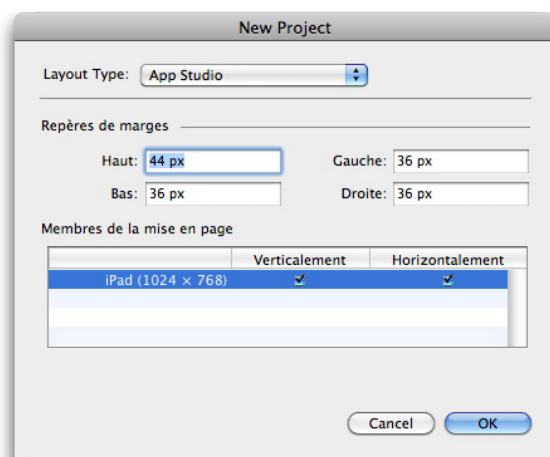 New Project
Layout Type: App Studio
Repères de marges
Haut: 44 px Gauche: 36 px
Bas: 36 px Droite: 36 px
Membres de la mise en page
Verticalement Horizontalement
iPad (1024 × 768)
Cancel OK